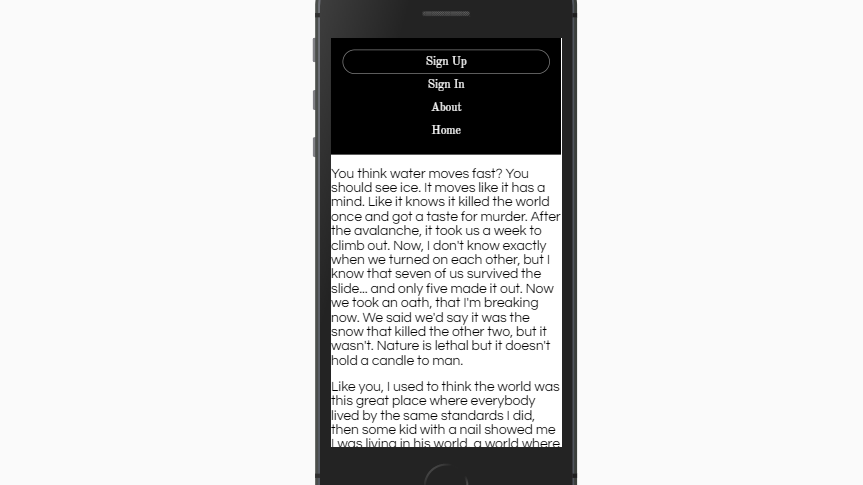 Sign Up
Sign In
About
Home
You think water moves fast? You
should see ice. It moves like it has a
mind. Like it knows it killed the world
once and got a taste for murder. After
the avalanche, it took us a week to
climb out. Now, I don't know exactly
when we turned on each other, but I
know that seven of us survived the
slide... and only five made it out. Now
we took an oath, that I'm breaking
now. We said we'd say it was the
snow that killed the other two, but it
wasn't. Nature is lethal but it doesn't
hold a candle to man.
Like you, I used to think the world was
this great place where everybody
lived by the same standards I did,
then some kid with a nail showed me
I was living in his world, a world where